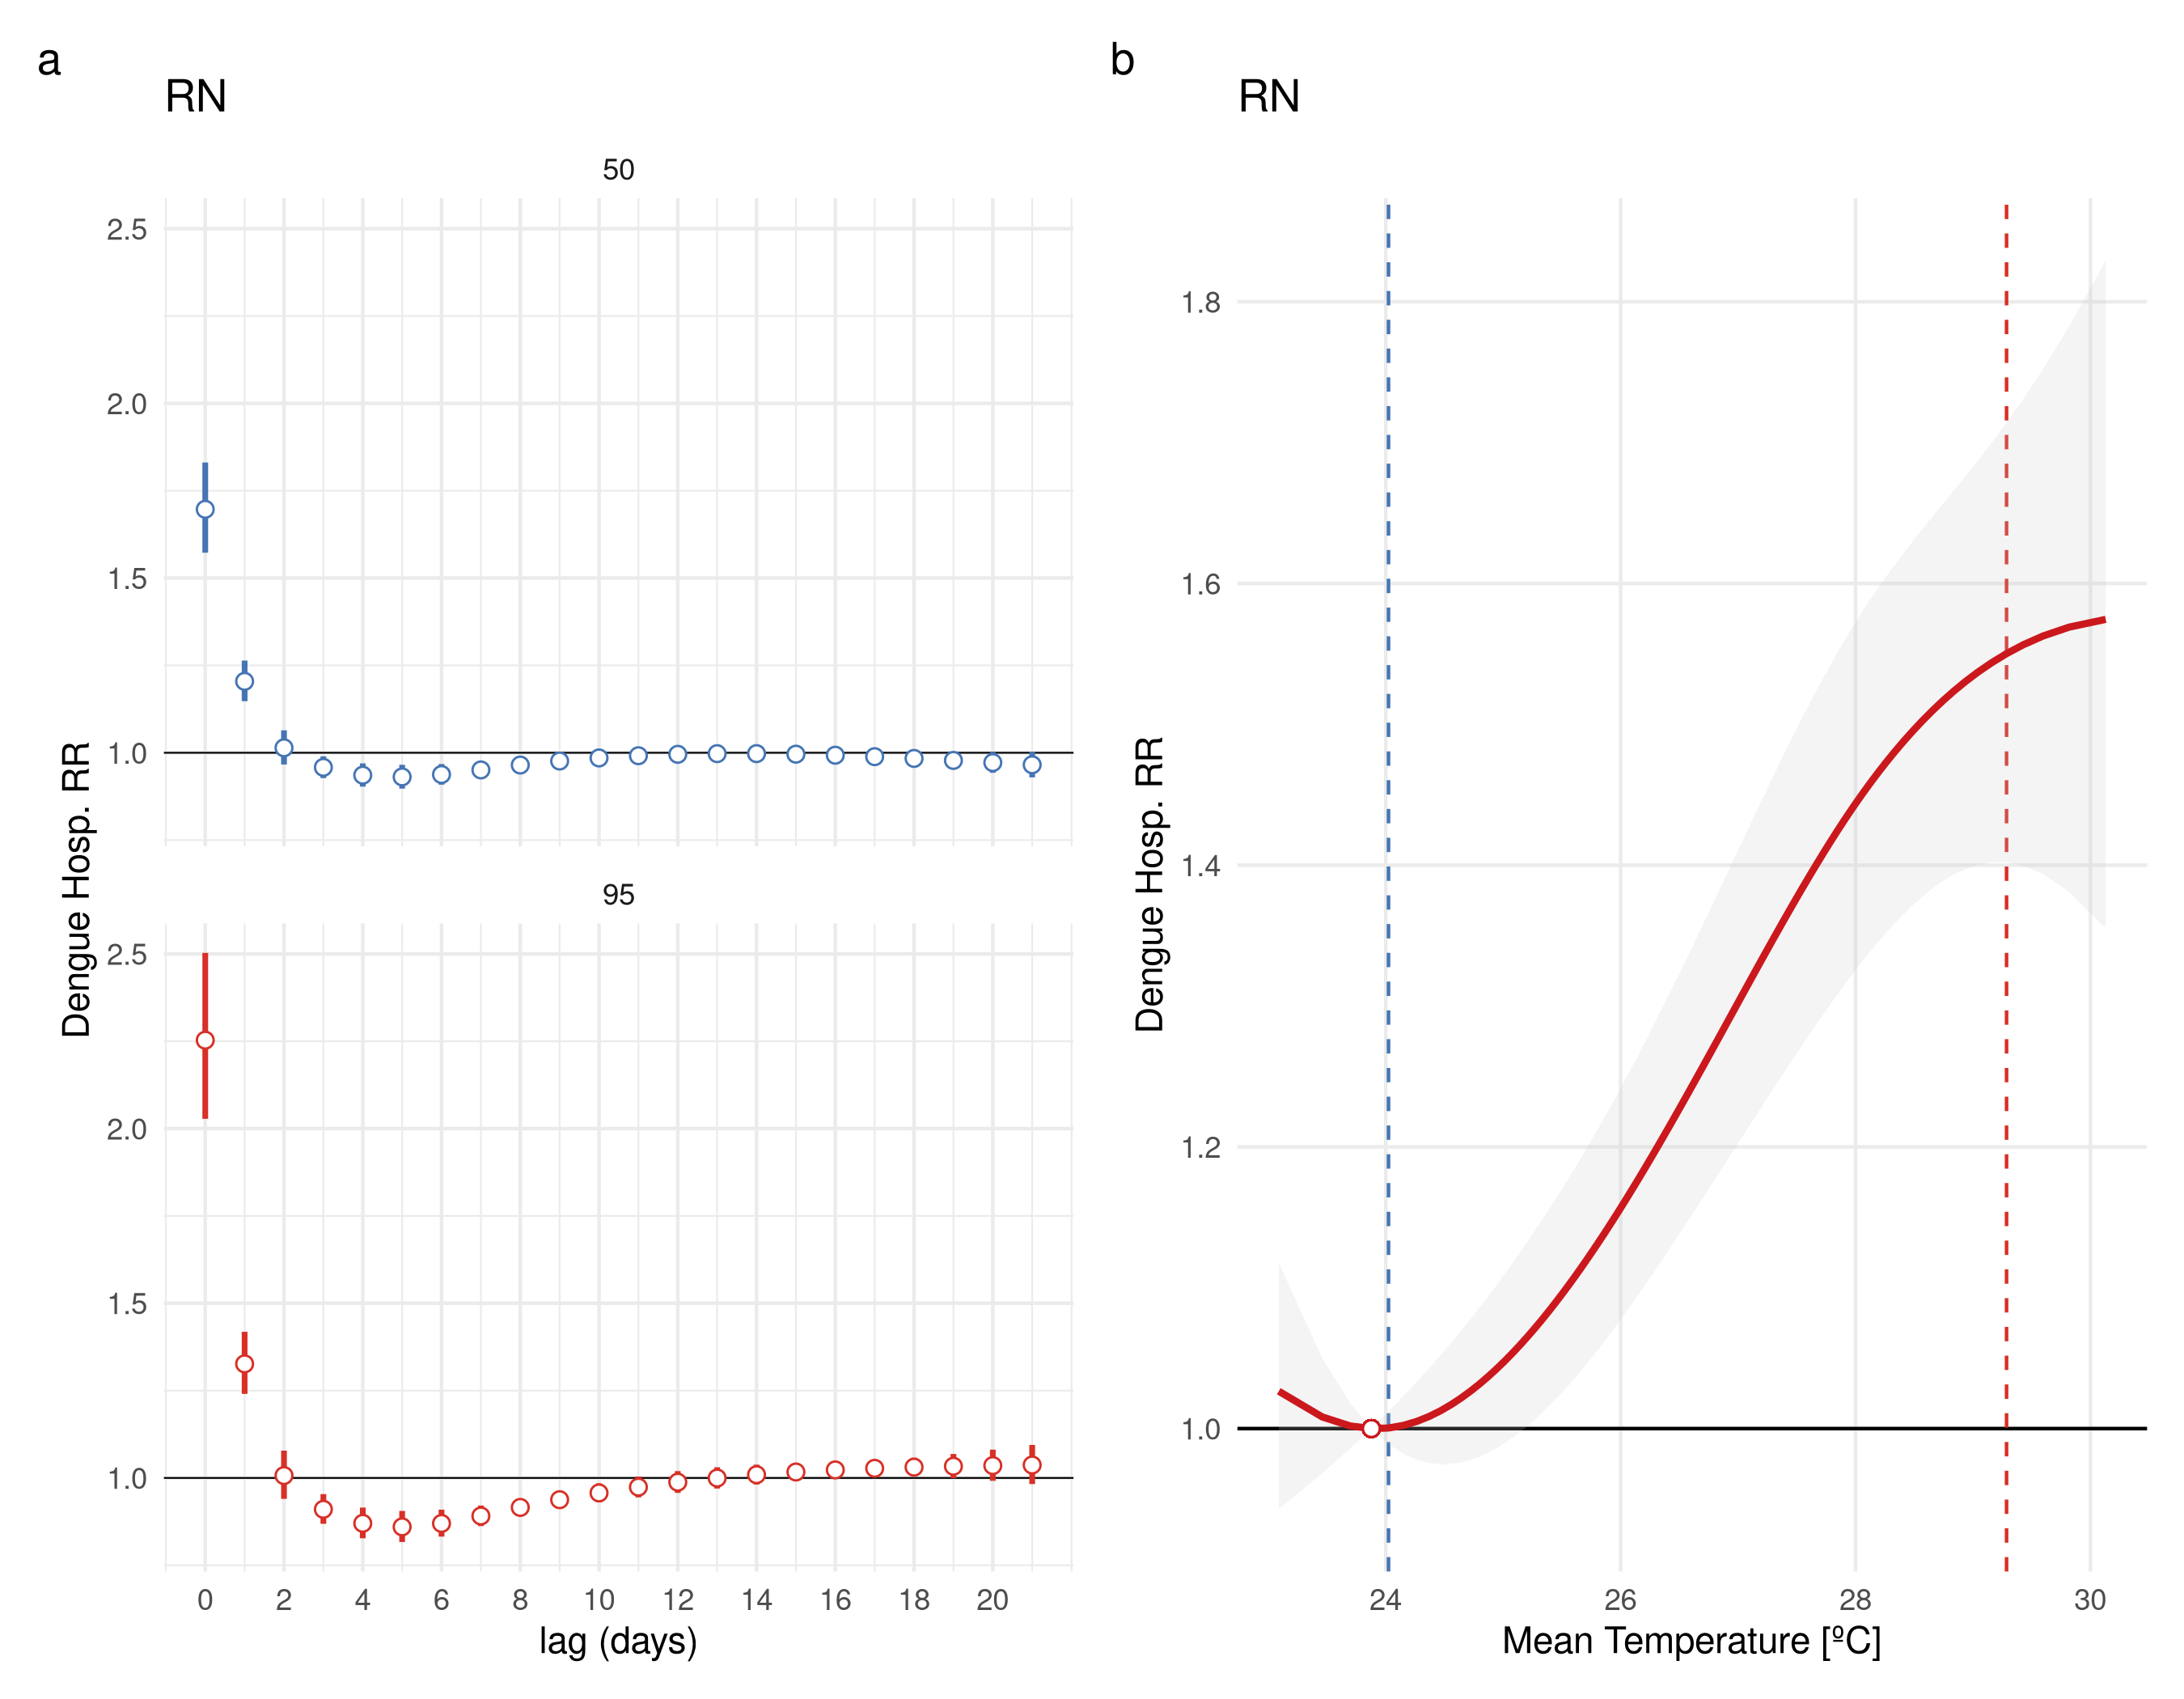 a
RN
50
2.5
2.0
1.5
1.0
95
2.5
2.0
1.5
1.0
0 2 4 6 8 10 12 14 16 18 20
lag (days)
Dengue Hosp. RR
b
RN
1.8
1.6
1.4
1.2
1.0
24 26 28 30
Mean Temperature [ºC]
Dengue Hosp. RR